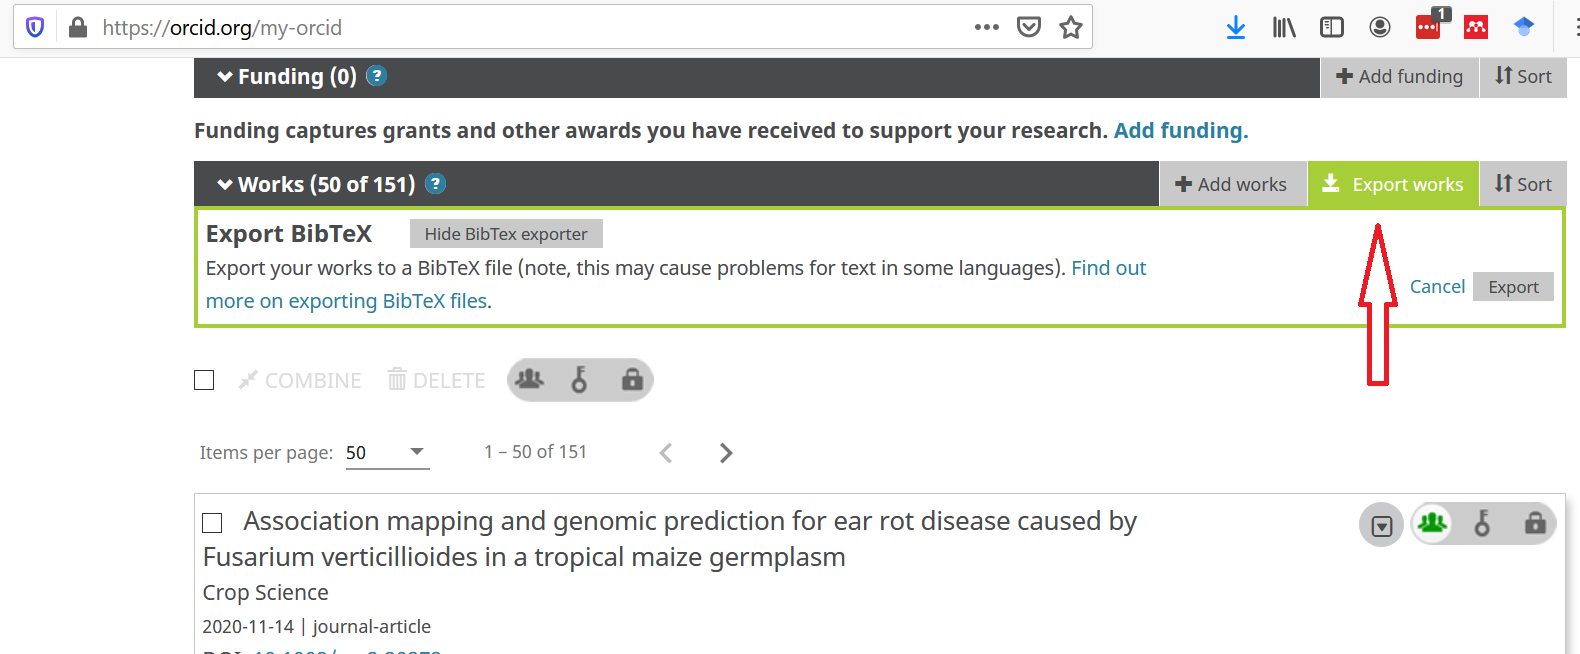 https://orcid.org/my-orcid
1
Funding (0) ?
Add funding
Sort
Funding captures grants and other awards you have received to support your research. Add funding.
Works (50 of 151) ?
Add works
Export works
Sort
Export BibTeX
Hide BibTex exporter
Export your works to a BibTeX file (note, this may cause problems for text in some languages). Find out
more on exporting BibTeX files.
Cancel
Export
COMBINE
DELETE
Items per page: 50
1 – 50 of 151
Association mapping and genomic prediction for ear rot disease caused by
Fusarium verticillioides in a tropical maize germplasm
Crop Science
2020-11-14 | journal-article